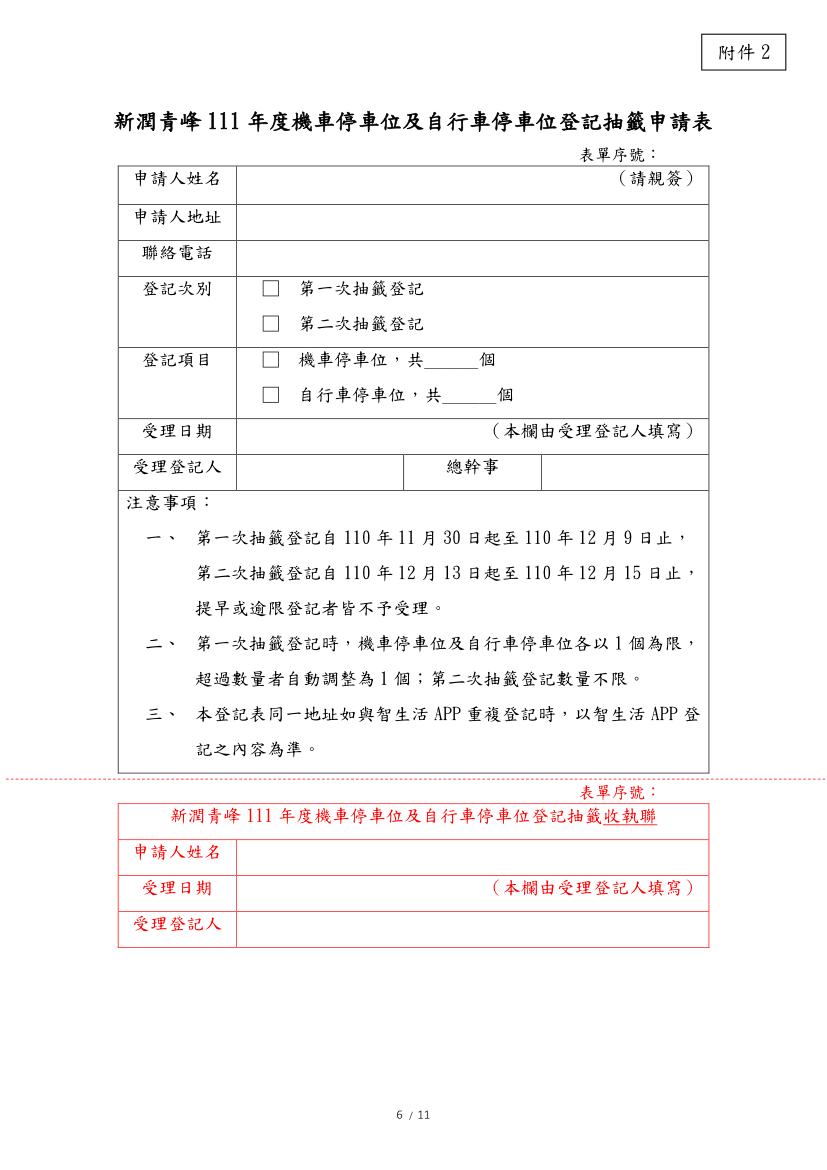 附件 2
新潤青峰 111 年度機車停車位及自行車停車位登記抽籤申請表
表單序號：
申請人姓名 （請親簽）
申請人地址
聯絡電話
登記次別 □ 第一次抽籤登記
□ 第二次抽籤登記
登記項目 □ 機車停車位，共______個
□ 自行車停車位，共______個
受理日期 （本欄由受理登記人填寫）
受理登記人 總幹事
注意事項：
一、 第一次抽籤登記自 110 年 11 月 30 日起至 110 年 12 月 9 日止，
第二次抽籤登記自 110 年 12 月 13 日起至 110 年 12 月 15 日止，
提早或逾限登記者皆不予受理。
二、 第一次抽籤登記時，機車停車位及自行車停車位各以 1 個為限，
超過數量者自動調整為 1 個；第二次抽籤登記數量不限。
三、 本登記表同一地址如與智生活 APP 重複登記時，以智生活 APP 登
記之內容為準。
表單序號：
新潤青峰 111 年度機車停車位及自行車停車位登記抽籤收執聯
申請人姓名
受理日期 （本欄由受理登記人填寫）
受理登記人
6 / 11